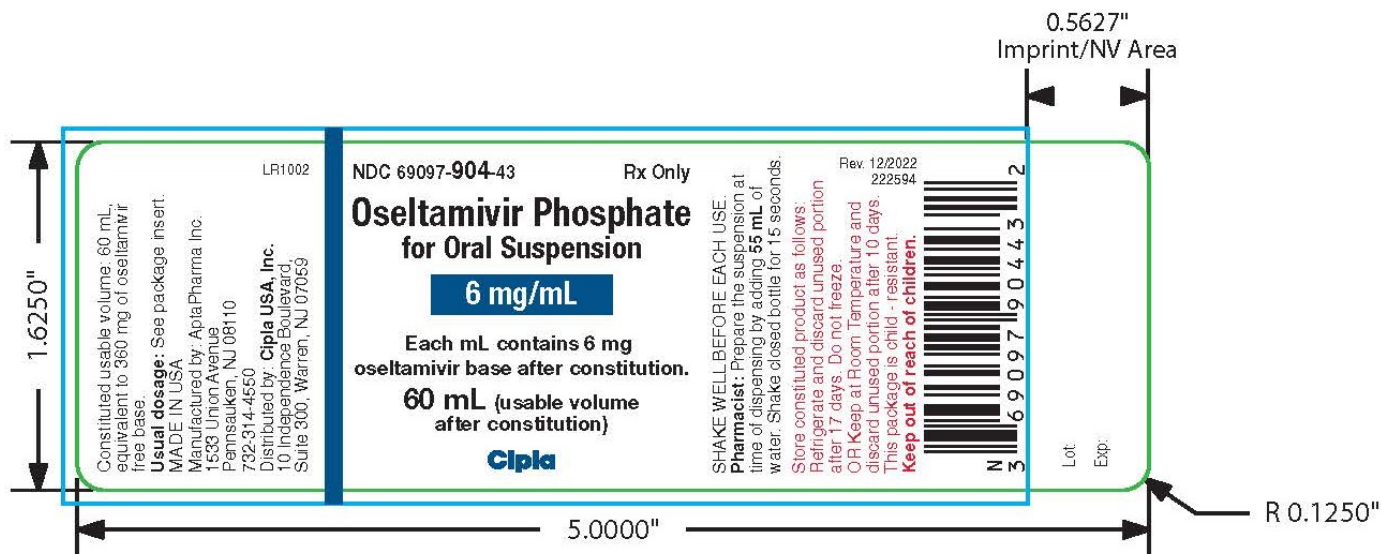 0.5627"
Imprint/NV Area
1.6250"
Constituted usable volume: 60 mL,
equivalent to 360 mg of oseltamivir
free base.
Usual dosage: See package insert.
MADE IN USA
Manufactured by: AptaPharma Inc.
1533 Union Avenue
Pennsauken, NJ 08110
732-314-4550
Distributed by: Cipla USA, Inc.
10 Independence Boulevard,
Suite 300, Warren, NJ 07059
LR1002
NDC 69097-904-43 Rx Only
Oseltamivir Phosphate
for Oral Suspension
6 mg/mL
Each mL contains 6 mg
oseltamivir base after constitution.
60 mL (usable volume
after constitution)
Cipla
SHAKE WELL BEFORE EACH USE.
Pharmacist: Prepare the suspension at
time of dispensing by adding 55 mL of
water. Shake closed bottle for 15 seconds.
Store constituted product as follows:
Refrigerate and discard unused portion
after 17 days. Do not freeze.
OR Keep at Room Temperature and
discard unused portion after 10 days.
This package is child - resistant.
Keep out of reach of children.
Rev. 12/2022
222594
N
3 69097 90443 2
Lot:
Exp:
5.0000"
R 0.1250"